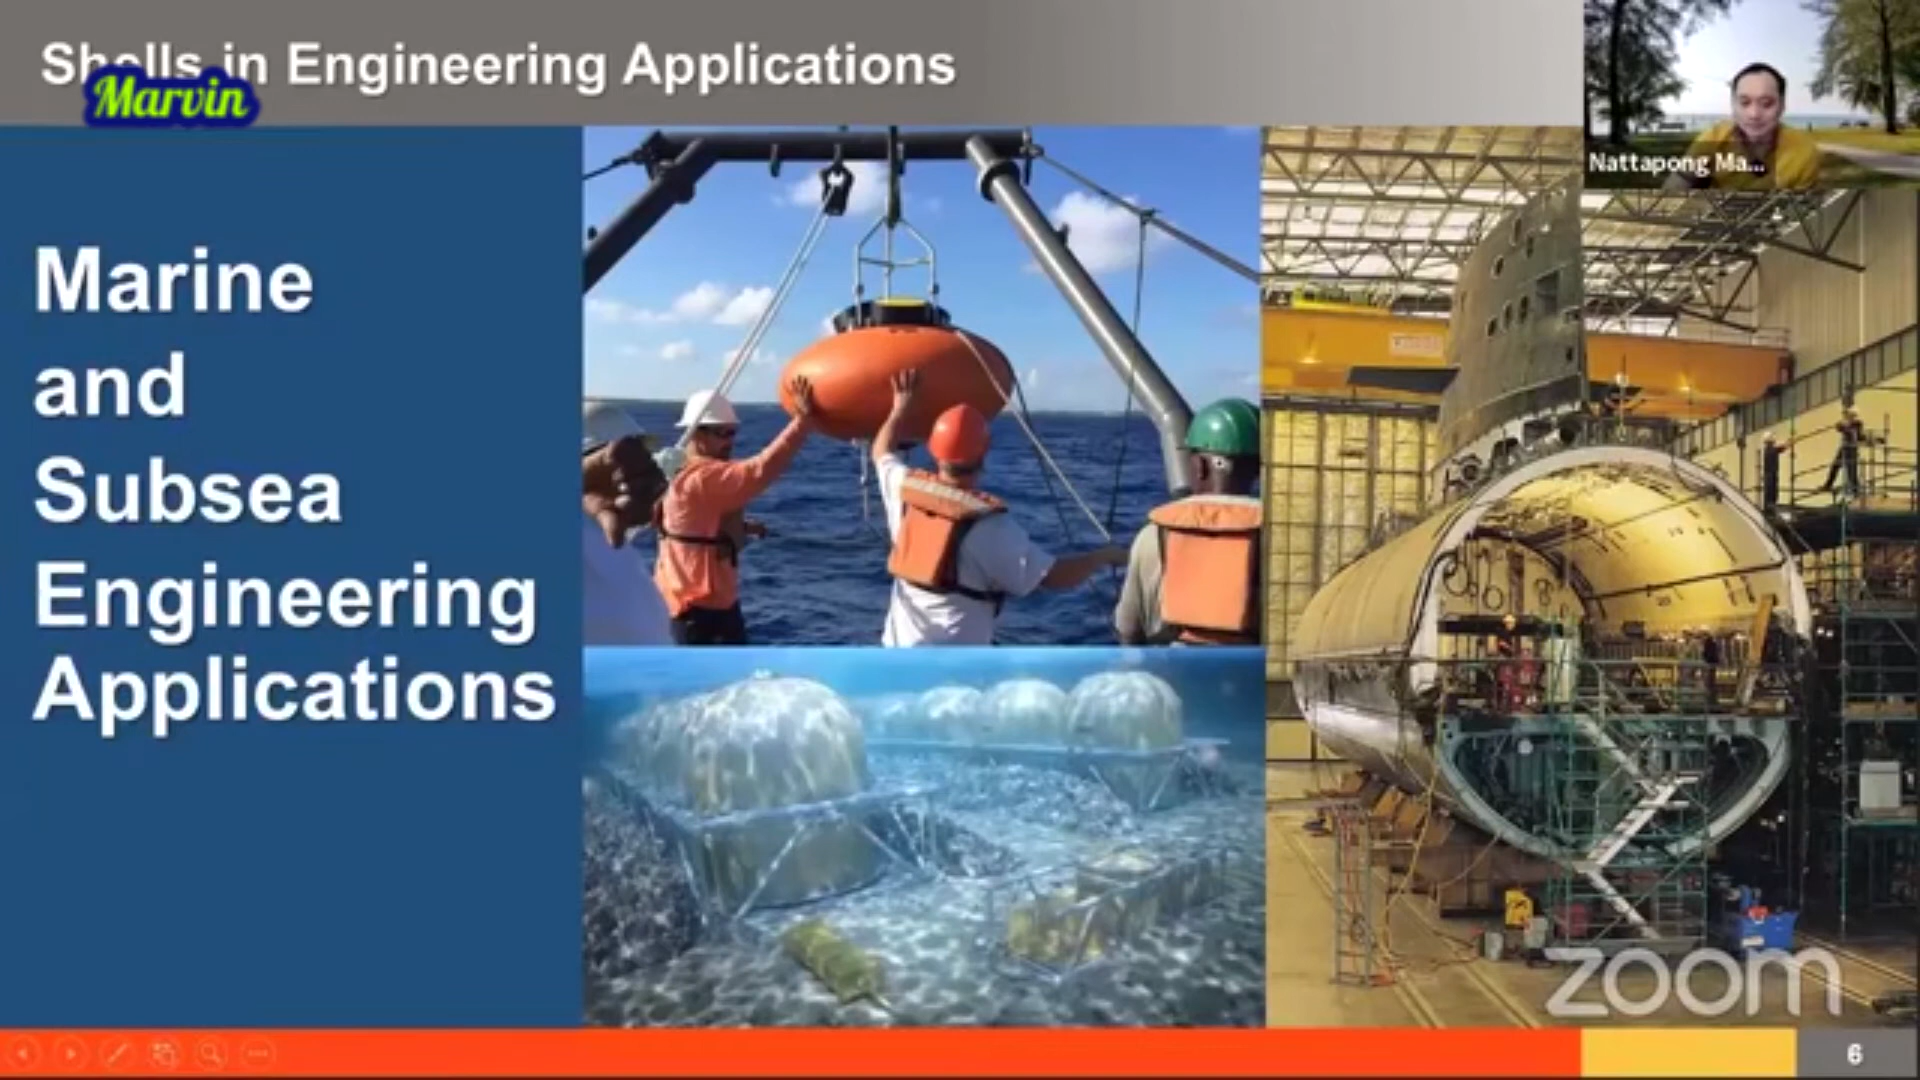 Shells in Engineering Applications
Marvin
Nattapong Ma...
Marine
and
Subsea
Engineering
Applications
zoom
6